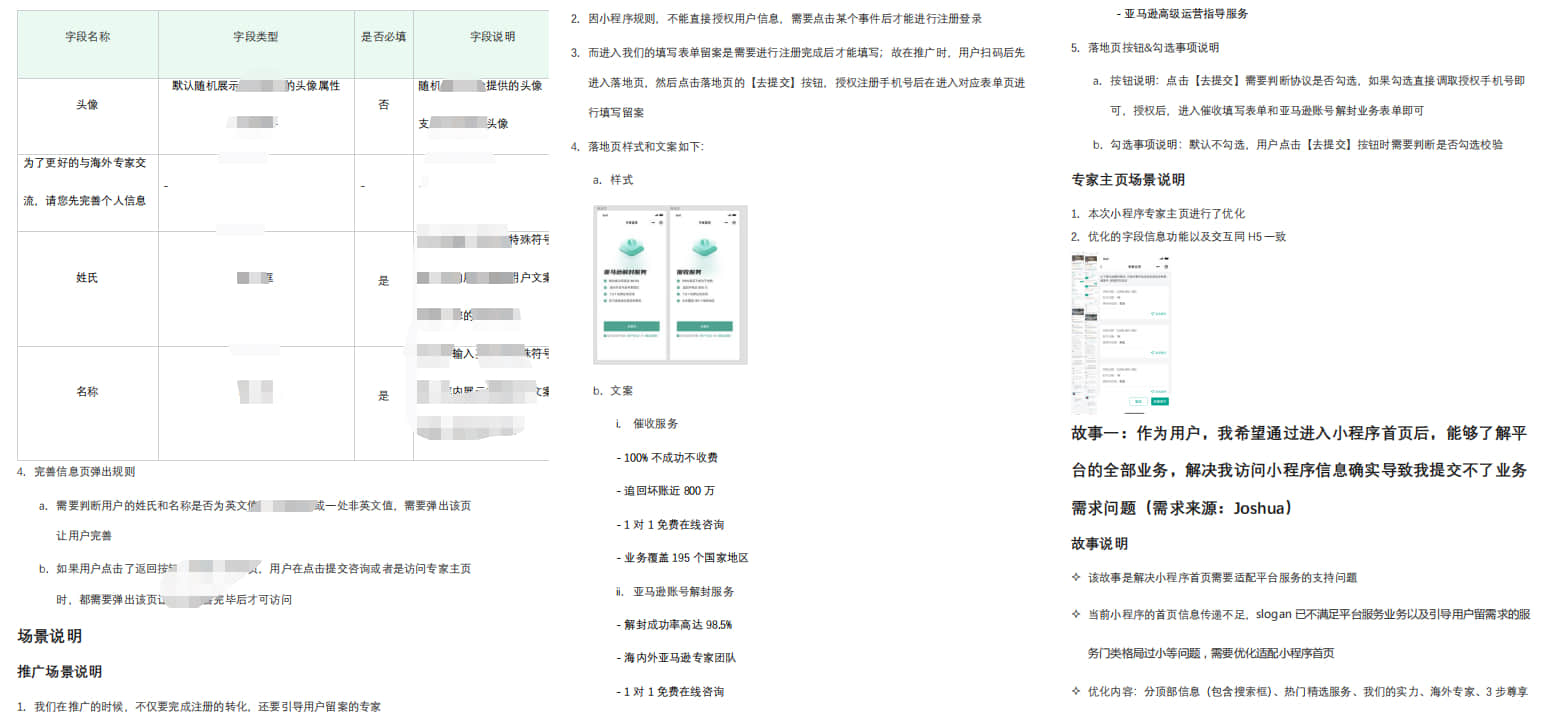 字段名称 字段类型 是否必填 字段说明
头像 默认随机展示 的头像属性 否 随机 提供的头像
支 头像
为了更好的与海外专家交
流，请您先完善个人信息 - -
姓氏 框 是 特殊符号
用户文案
的
名称 是 输入 殊符号
内展示 文案
4. 完善信息页弹出规则
a. 需要判断用户的姓氏和名称是否为英文值 或一处非英文值，需要弹出该页
让用户完善
b. 如果用户点击了返回按 页，用户在点击提交咨询或者是访问专家主页
时，都需要弹出该页让 完毕后才可访问
场景说明
推广场景说明
1. 我们在推广的时候，不仅要完成注册的转化，还要引导用户留案的专家
2. 因小程序规则，不能直接授权用户信息，需要点击某个事件后才能进行注册登录
3. 而进入我们的填写表单留案是需要进行注册完成后才能填写；故在推广时，用户扫码后先
进入落地页，然后点击落地页的【去提交】按钮，授权注册手机号后在进入对应表单页进
行填写留案
4. 落地页样式和文案如下：
a. 样式
亚马逊解封服务 催收服务
b. 文案
i. 催收服务
- 100% 不成功不收费
- 追回坏账近 800 万
- 1 对 1 免费在线咨询
- 业务覆盖 195 个国家地区
ii. 亚马逊账号解封服务
- 解封成功率高达 98.5%
- 海内外亚马逊专家团队
- 1 对 1 免费在线咨询
- 亚马逊高级运营指导服务
5. 落地页按钮&勾选事项说明
a. 按钮说明：点击【去提交】需要判断协议是否勾选，如果勾选直接调取授权手机号即
可，授权后，进入催收填写表单和亚马逊账号解封业务表单即可
b. 勾选事项说明：默认不勾选，用户点击【去提交】按钮时需要判断是否勾选校验
专家主页场景说明
1. 本次小程序专家主页进行了优化
2. 优化的字段信息功能以及交互同 H5 一致
故事一：作为用户，我希望通过进入小程序首页后，能够了解平
台的全部业务，解决我访问小程序信息确实导致我提交不了业务
需求问题（需求来源：Joshua）
故事说明
❖ 该故事是解决小程序首页需要适配平台服务的支持问题
❖ 当前小程序的首页信息传递不足，slogan 已不满足平台服务业务以及引导用户留需求的服
务门类格局过小等问题，需要优化适配小程序首页
❖ 优化内容：分顶部信息（包含搜索框）、热门精选服务、我们的实力、海外专家、3 步尊享